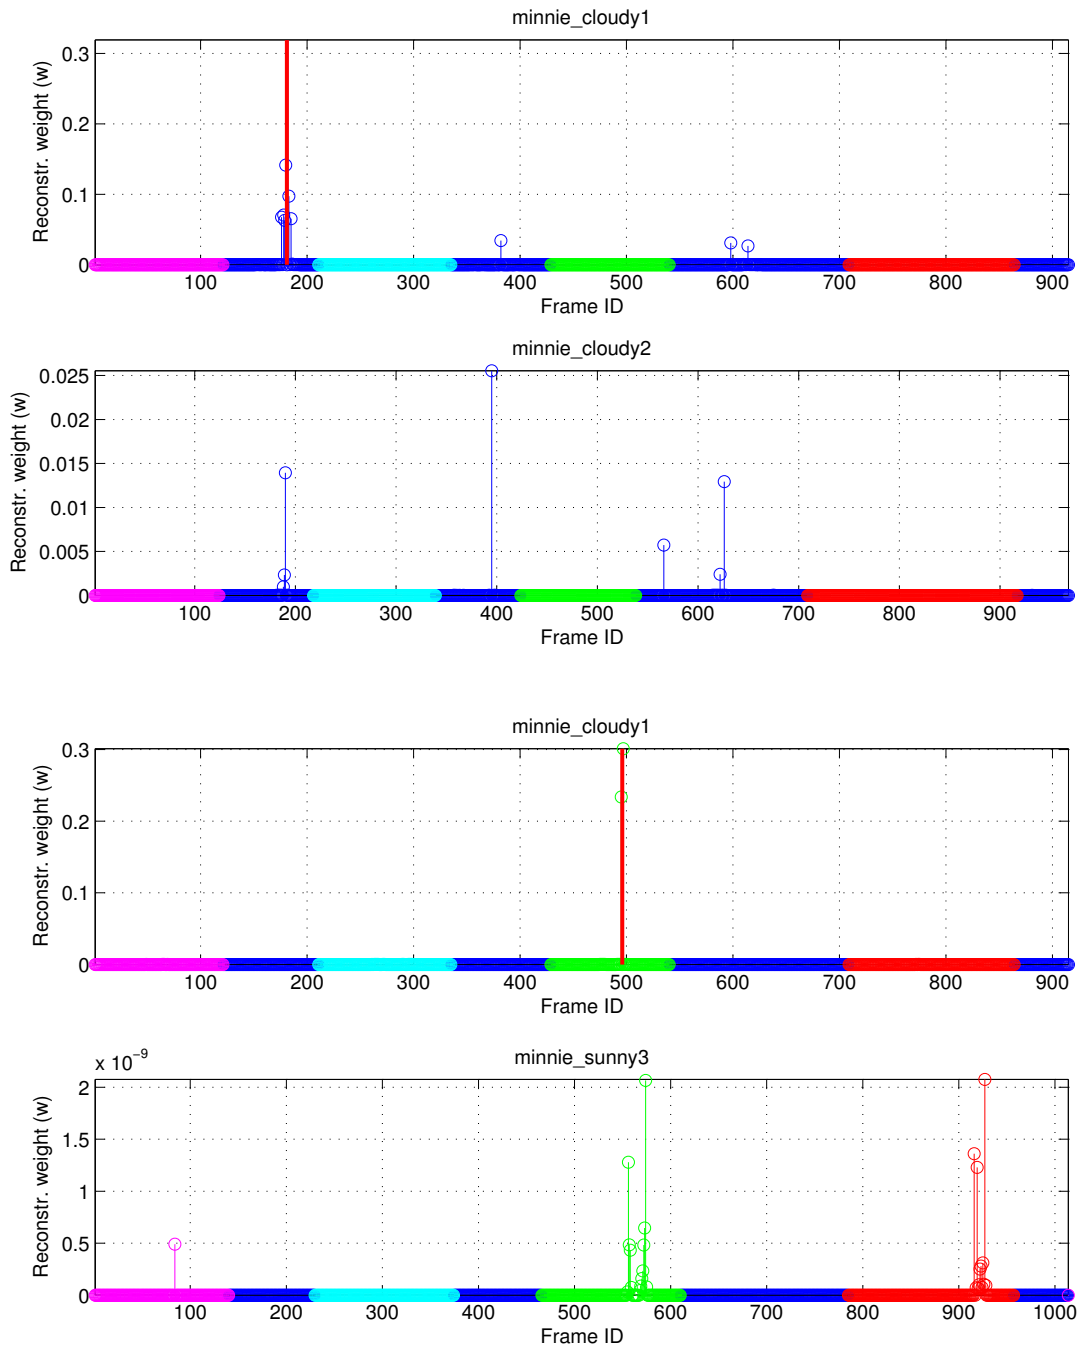 minnie_cloudy1
0.3
0.2
0.1
0
Reconstr. weight (w)
100 200 300 400 500 600 700 800 900
Frame ID
minnie_cloudy2
0.025
0.02
0.015
0.01
0.005
0
Reconstr. weight (w)
100 200 300 400 500 600 700 800 900
Frame ID
minnie_cloudy1
0.3
0.2
0.1
0
Reconstr. weight (w)
100 200 300 400 500 600 700 800 900
Frame ID
x 10⁻⁹ minnie_sunny3
2
1.5
1
0.5
0
Reconstr. weight (w)
100 200 300 400 500 600 700 800 900 1000
Frame ID